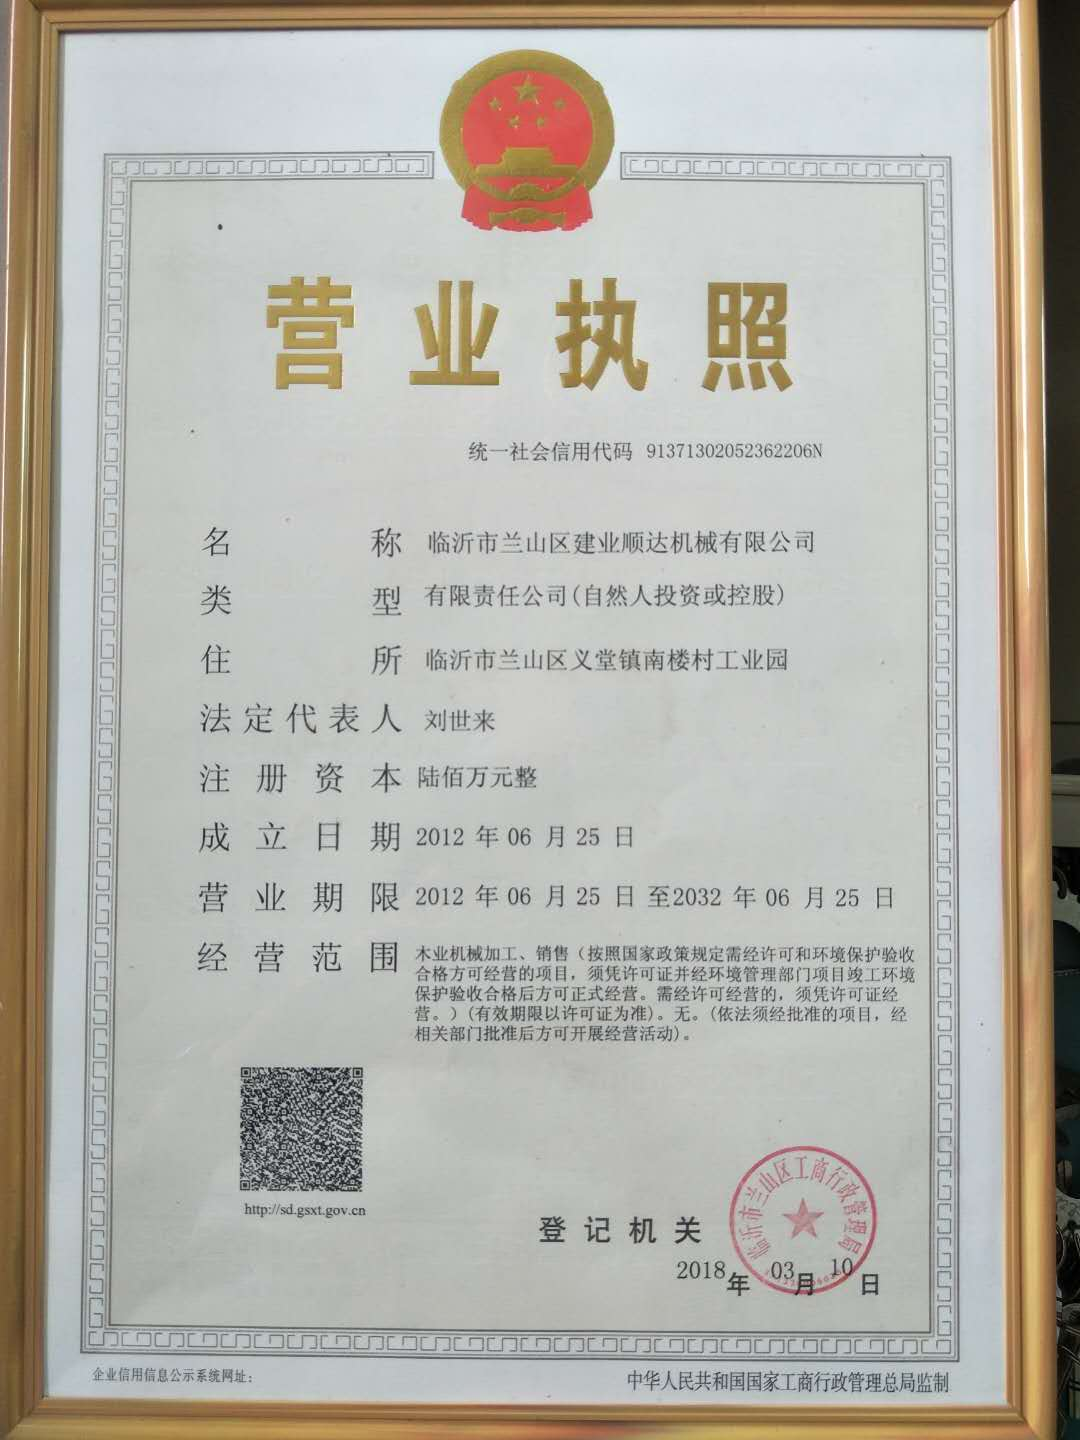 营业执照
统一社会信用代码 91371302052362206N
名称 临沂市兰山区建业顺达机械有限公司
类型 有限责任公司(自然人投资或控股)
住所 临沂市兰山区义堂镇南楼村工业园
法定代表人 刘世来
注册资本 陆佰万元整
成立日期 2012 年 06 月 25 日
营业期限 2012 年 06 月 25 日 至2032 年 06 月 25 日
经营范围 木业机械加工、销售（按照国家政策规定需经许可和环境保护验收
合格方可经营的项目，须凭许可证并经环境管理部门项目竣工环境
保护验收合格后方可正式经营。需经许可经营的，须凭许可证经
营。）(有效期限以许可证为准)。无。(依法须经批准的项目，经
相关部门批准后方可开展经营活动)。
http://sd.gsxt.gov.cn
临沂市兰山区工商行政管理局
登记机关
2018年 03月 10日
企业信用信息公示系统网址：
中华人民共和国国家工商行政管理总局监制